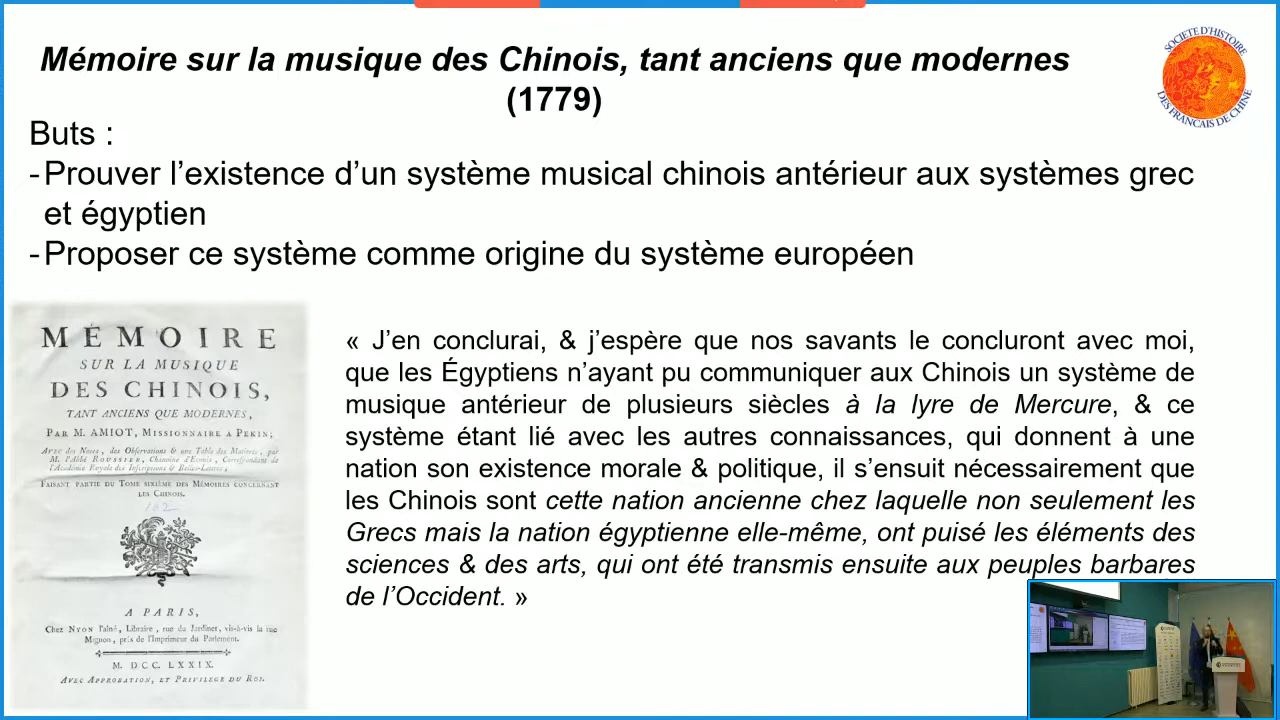 Mémoire sur la musique des Chinois, tant anciens que modernes
(1779)
SOCIETE D'HISTOIRE
DES FRANCAIS DE CHINE
Buts :
- Prouver l’existence d’un système musical chinois antérieur aux systèmes grec
et égyptien
- Proposer ce système comme origine du système européen
MÉMOIRE
SUR LA MUSIQUE
DES CHINOIS,
TANT ANCIENS QUE MODERNES,
PAR M. AMIOT, MISSIONNAIRE A PEKIN;
Avec des Notes, des Observations & une Table des Matieres, par
M. l'Abbé ROUSSIER, Chanoine d'Ecouis, Correspondant de
l'Académie Royale des Inscriptions & Belles-Lettres;
FAISANT PARTIE DU TOME SIXIÈME DES MÉMOIRES CONCERNANT
LES CHINOIS.
A PARIS,
Chez NYON l'aîné, Libraire, rue du Jardinet, vis-à-vis la rue
Mignon, près de l'Imprimeur du Parlement.
M. DCC. LXXIX.
AVEC APPROBATION, ET PRIVILEGE DU ROI.
« J’en conclurai, & j’espère que nos savants le concluront avec moi,
que les Égyptiens n’ayant pu communiquer aux Chinois un système de
musique antérieur de plusieurs siècles à la lyre de Mercure, & ce
système étant lié avec les autres connaissances, qui donnent à une
nation son existence morale & politique, il s’ensuit nécessairement que
les Chinois sont cette nation ancienne chez laquelle non seulement les
Grecs mais la nation égyptienne elle-même, ont puisé les éléments des
sciences & des arts, qui ont été transmis ensuite aux peuples barbares
de l’Occident. »